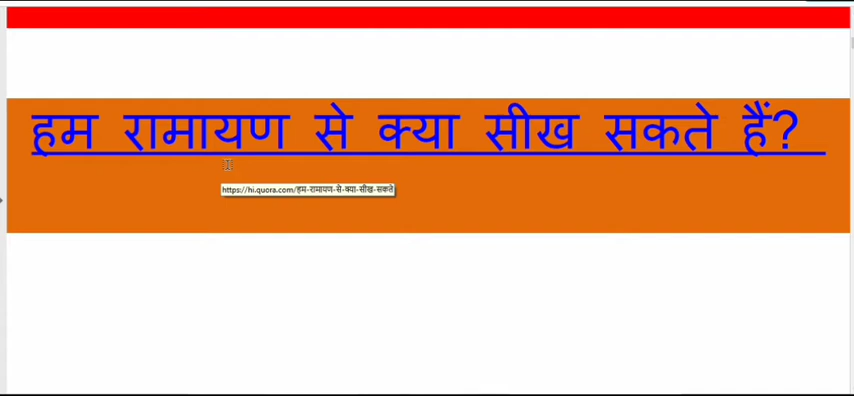 हम रामायण से क्या सीख सकते हैं?
https://hi.quora.com/हम-रामायण-से-क्या-सीख-सकते